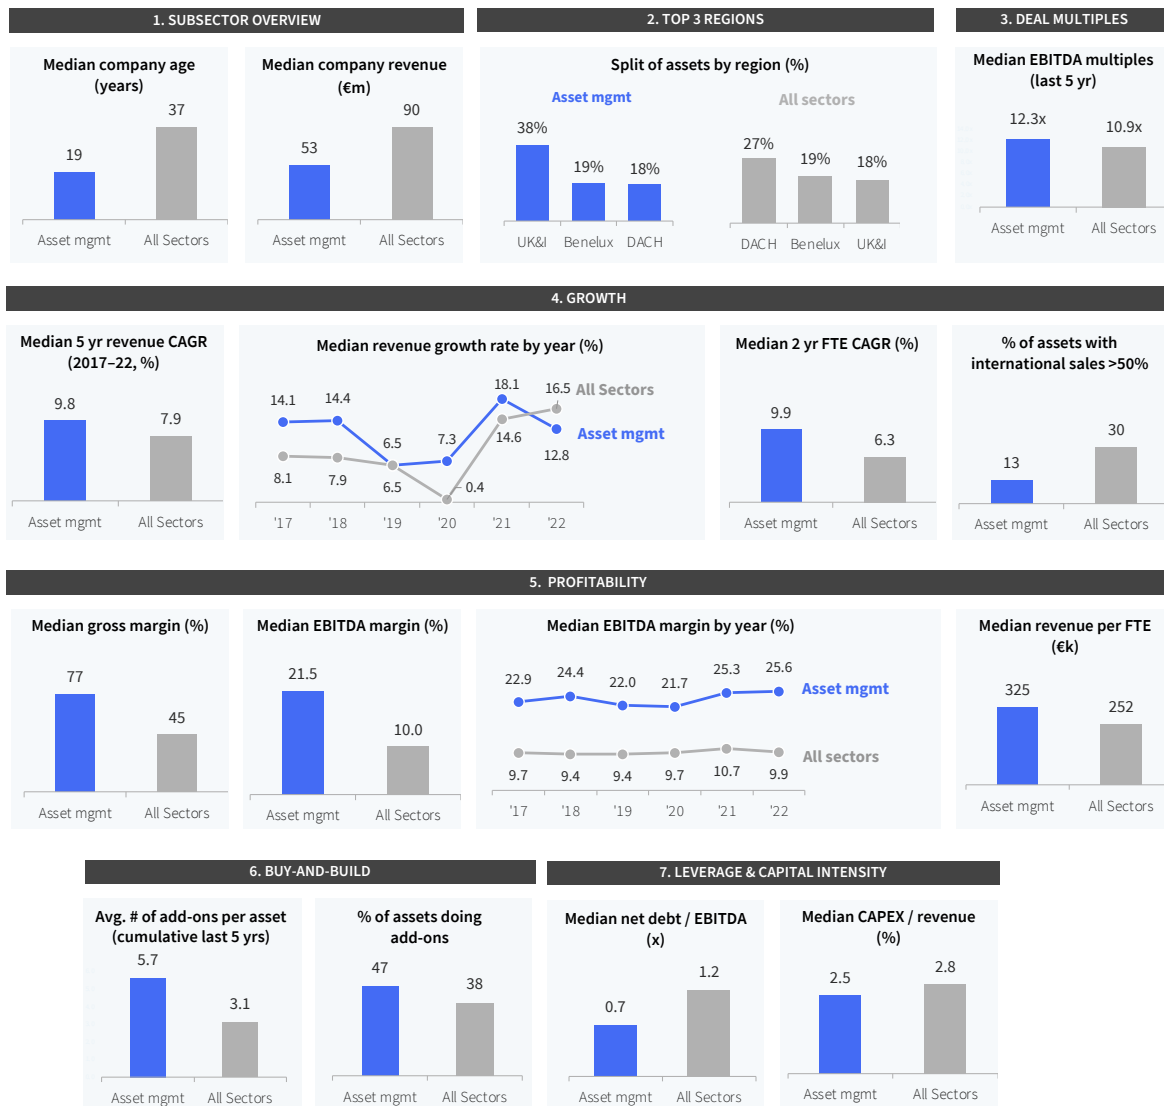 1. SUBSECTOR OVERVIEW
Median company age
(years)
37
19
Asset mgmt
All Sectors
Median company revenue
(€m)
90
53
Asset mgmt
All Sectors
2. TOP 3 REGIONS
Split of assets by region (%)
Asset mgmt
38%
19%
18%
UK&I
Benelux
DACH
All sectors
27%
19%
18%
DACH
Benelux
UK&I
3. DEAL MULTIPLES
Median EBITDA multiples
(last 5 yr)
12.3x
10.9x
Asset mgmt
All Sectors
4. GROWTH
Median 5 yr revenue CAGR
(2017–22, %)
9.8
7.9
Asset mgmt
All Sectors
Median revenue growth rate by year (%)
14.1
14.4
6.5
7.3
18.1
16.5
All Sectors
Asset mgmt
8.1
7.9
6.5
0.4
14.6
12.8
'17
'18
'19
'20
'21
'22
Median 2 yr FTE CAGR (%)
9.9
6.3
Asset mgmt
All Sectors
% of assets with
international sales >50%
13
30
Asset mgmt
All Sectors
5. PROFITABILITY
Median gross margin (%)
77
45
Asset mgmt
All Sectors
Median EBITDA margin (%)
21.5
10.0
Asset mgmt
All Sectors
Median EBITDA margin by year (%)
22.9
24.4
22.0
21.7
25.3
25.6
Asset mgmt
All sectors
9.7
9.4
9.4
9.7
10.7
9.9
'17
'18
'19
'20
'21
'22
Median revenue per FTE
(€k)
325
252
Asset mgmt
All Sectors
6. BUY-AND-BUILD
Avg. # of add-ons per asset
(cumulative last 5 yrs)
5.7
3.1
Asset mgmt
All Sectors
% of assets doing
add-ons
47
38
Asset mgmt
All Sectors
7. LEVERAGE & CAPITAL INTENSITY
Median net debt / EBITDA
(x)
0.7
1.2
Asset mgmt
All Sectors
Median CAPEX / revenue
(%)
2.5
2.8
Asset mgmt
All Sectors